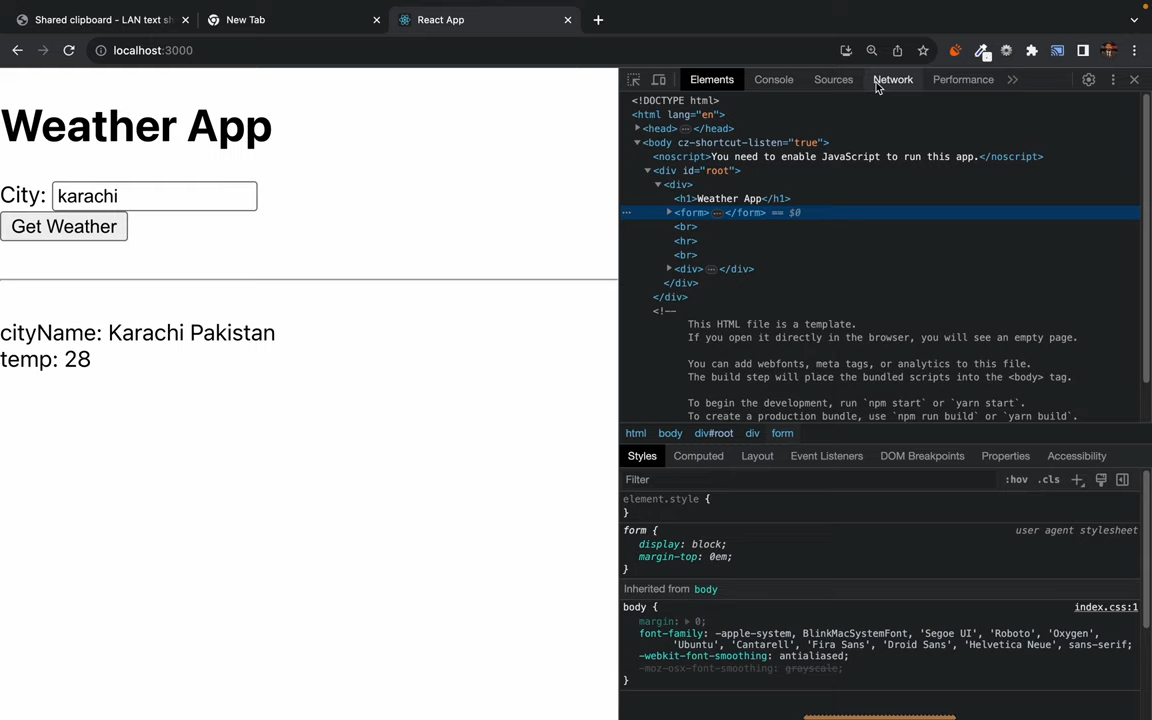 Shared clipboard - LAN text sh
New Tab
React App
localhost:3000
Weather App
City: karachi
Get Weather
cityName: Karachi Pakistan
temp: 28
Elements Console Sources Network Performance
<!DOCTYPE html>
<html lang="en">
<head> … </head>
<body cz-shortcut-listen="true">
<noscript>You need to enable JavaScript to run this app.</noscript>
<div id="root">
<div>
<h1>Weather App</h1>
<form> … </form> == $0
<br>
<hr>
<br>
<div> … </div>
</div>
</div>
<!--
This HTML file is a template.
If you open it directly in the browser, you will see an empty page.
You can add webfonts, meta tags, or analytics to this file.
The build step will place the bundled scripts into the <body> tag.
To begin the development, run `npm start` or `yarn start`.
To create a production bundle, use `npm run build` or `yarn build`.
html body div#root div form
Styles Computed Layout Event Listeners DOM Breakpoints Properties Accessibility
Filter :hov .cls
element.style {
}
form { user agent stylesheet
display: block;
margin-top: 0em;
}
Inherited from body
body { index.css:1
margin: 0;
font-family: -apple-system, BlinkMacSystemFont, 'Segoe UI', 'Roboto', 'Oxygen',
'Ubuntu', 'Cantarell', 'Fira Sans', 'Droid Sans', 'Helvetica Neue', sans-serif;
-webkit-font-smoothing: antialiased;
-moz-osx-font-smoothing: grayscale;
}